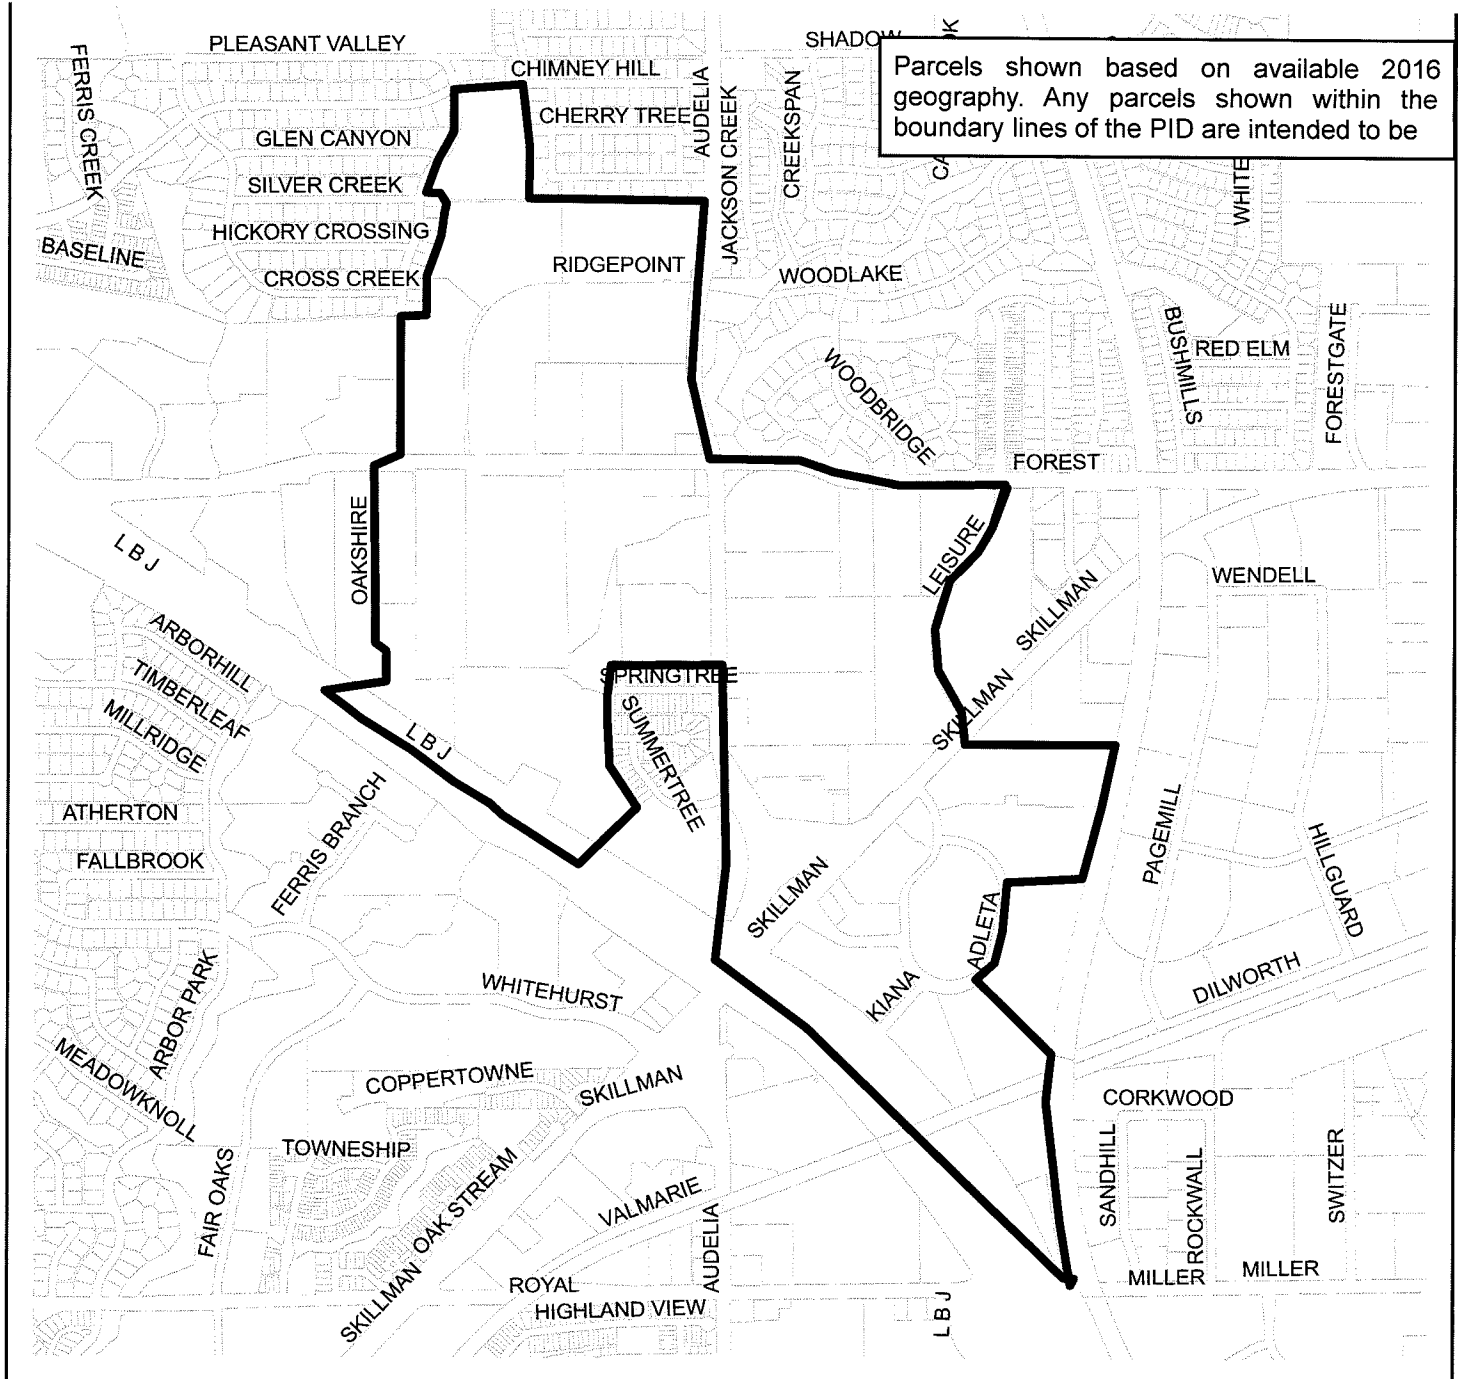 PLEASANT VALLEY
SHADOW
Parcels shown based on available 2016
geography. Any parcels shown within the
boundary lines of the PID are intended to be
FERRIS CREEK
CHIMNEY HILL
AUDELIA
JACKSON CREEK
CREEKSPAN
CHERRY TREE
GLEN CANYON
SILVER CREEK
WHITE
HICKORY CROSSING
BASELINE
CROSS CREEK
RIDGEPOINT
WOODLAKE
BUSHMILLS
RED ELM
FORESTGATE
WOODBRIDGE
FOREST
OAKSHIRE
LBJ
LEISURE
SKILLMAN
WENDELL
ARBORHILL
TIMBERLEAF
MILLRIDGE
SPRINGTREE
SUMMERTREE
SKILLMAN
LBJ
ATHERTON
FALLBROOK
FERRIS BRANCH
PAGEMILL
HILLGUARD
SKILLMAN
ADLETA
KIANA
DILWORTH
ARBOR PARK
WHITEHURST
MEADOWKNOLL
COPPERTOWNE
SKILLMAN
CORKWOOD
TOWNESHIP
FAIR OAKS
OAK STREAM
VALMARIE
AUDELIA
SANDHILL
ROCKWALL
SWITZER
SKILLMAN
ROYAL
HIGHLAND VIEW
LBJ
MILLER
MILLER